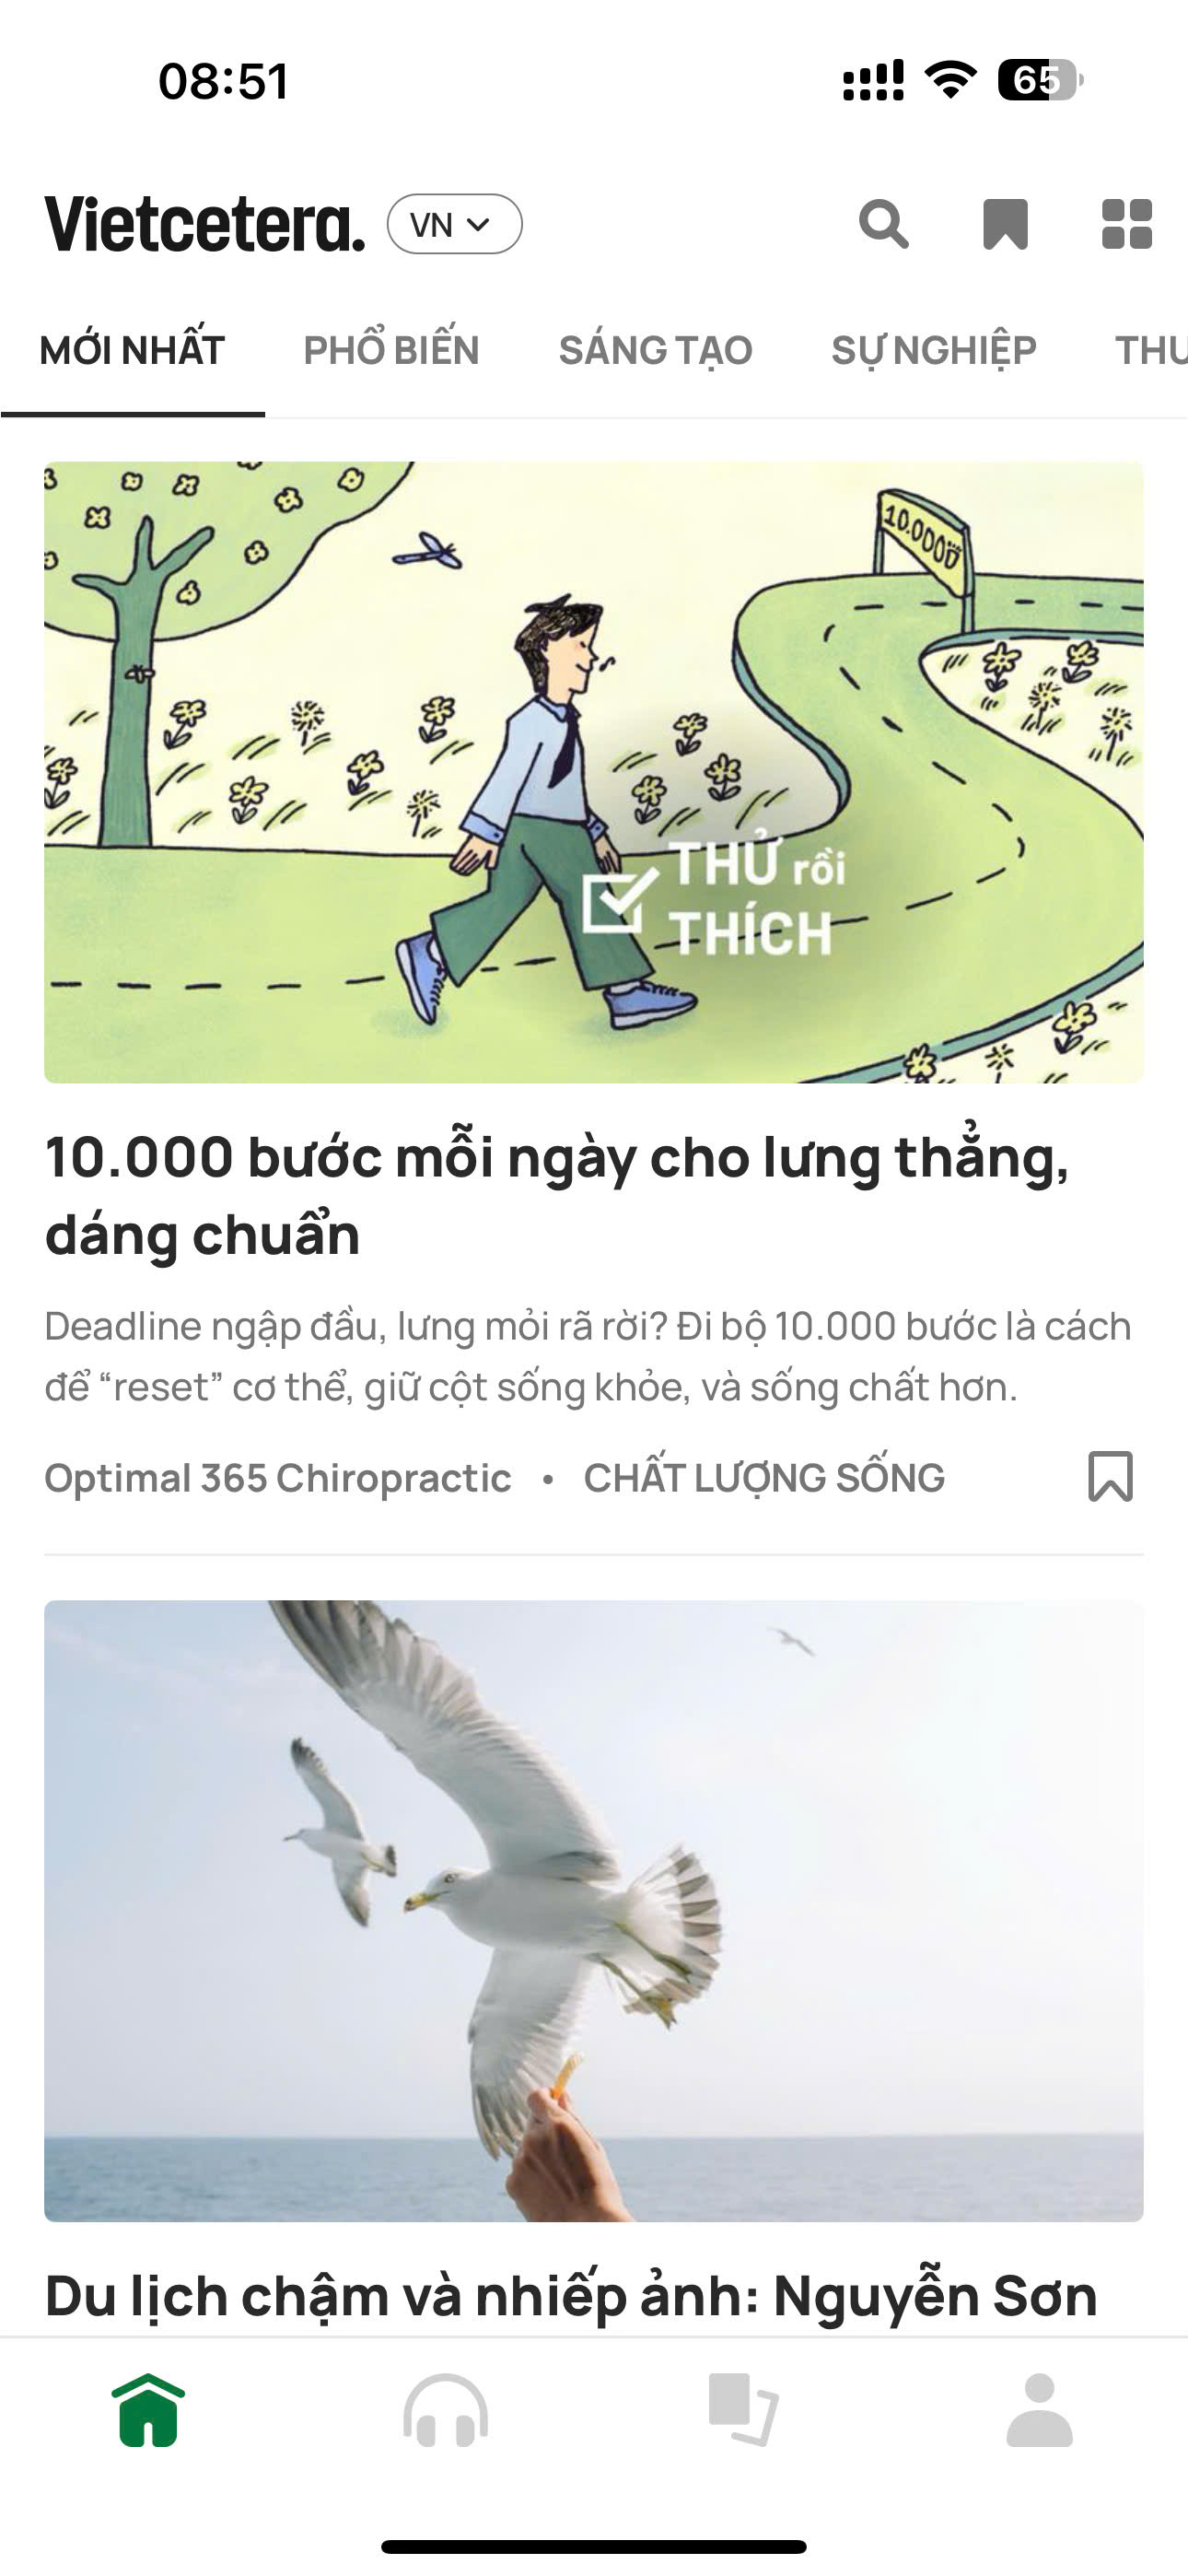 08:51
65
Vietcetera.
VN
MỚI NHẤT PHỔ BIẾN SÁNG TẠO SỰ NGHIỆP THU
10.000
THỬ rồi
THÍCH
10.000 bước mỗi ngày cho lưng thẳng,
dáng chuẩn
Deadline ngập đầu, lưng mỏi rã rời? Đi bộ 10.000 bước là cách
để “reset” cơ thể, giữ cột sống khỏe, và sống chất hơn.
Optimal 365 Chiropractic • CHẤT LƯỢNG SỐNG
Du lịch chậm và nhiếp ảnh: Nguyễn Sơn